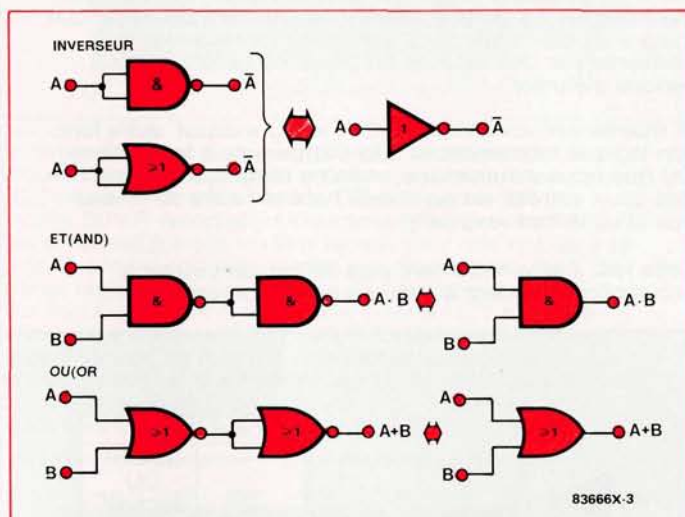 INVERSEUR
A & A̅
1
A A̅
A ≥1 A̅
ET(AND)
A
& & A · B
B
A
& A · B
B
OU(OR
A
≥1 ≥1 A+B
B
A
≥1 A+B
B
83666X-3